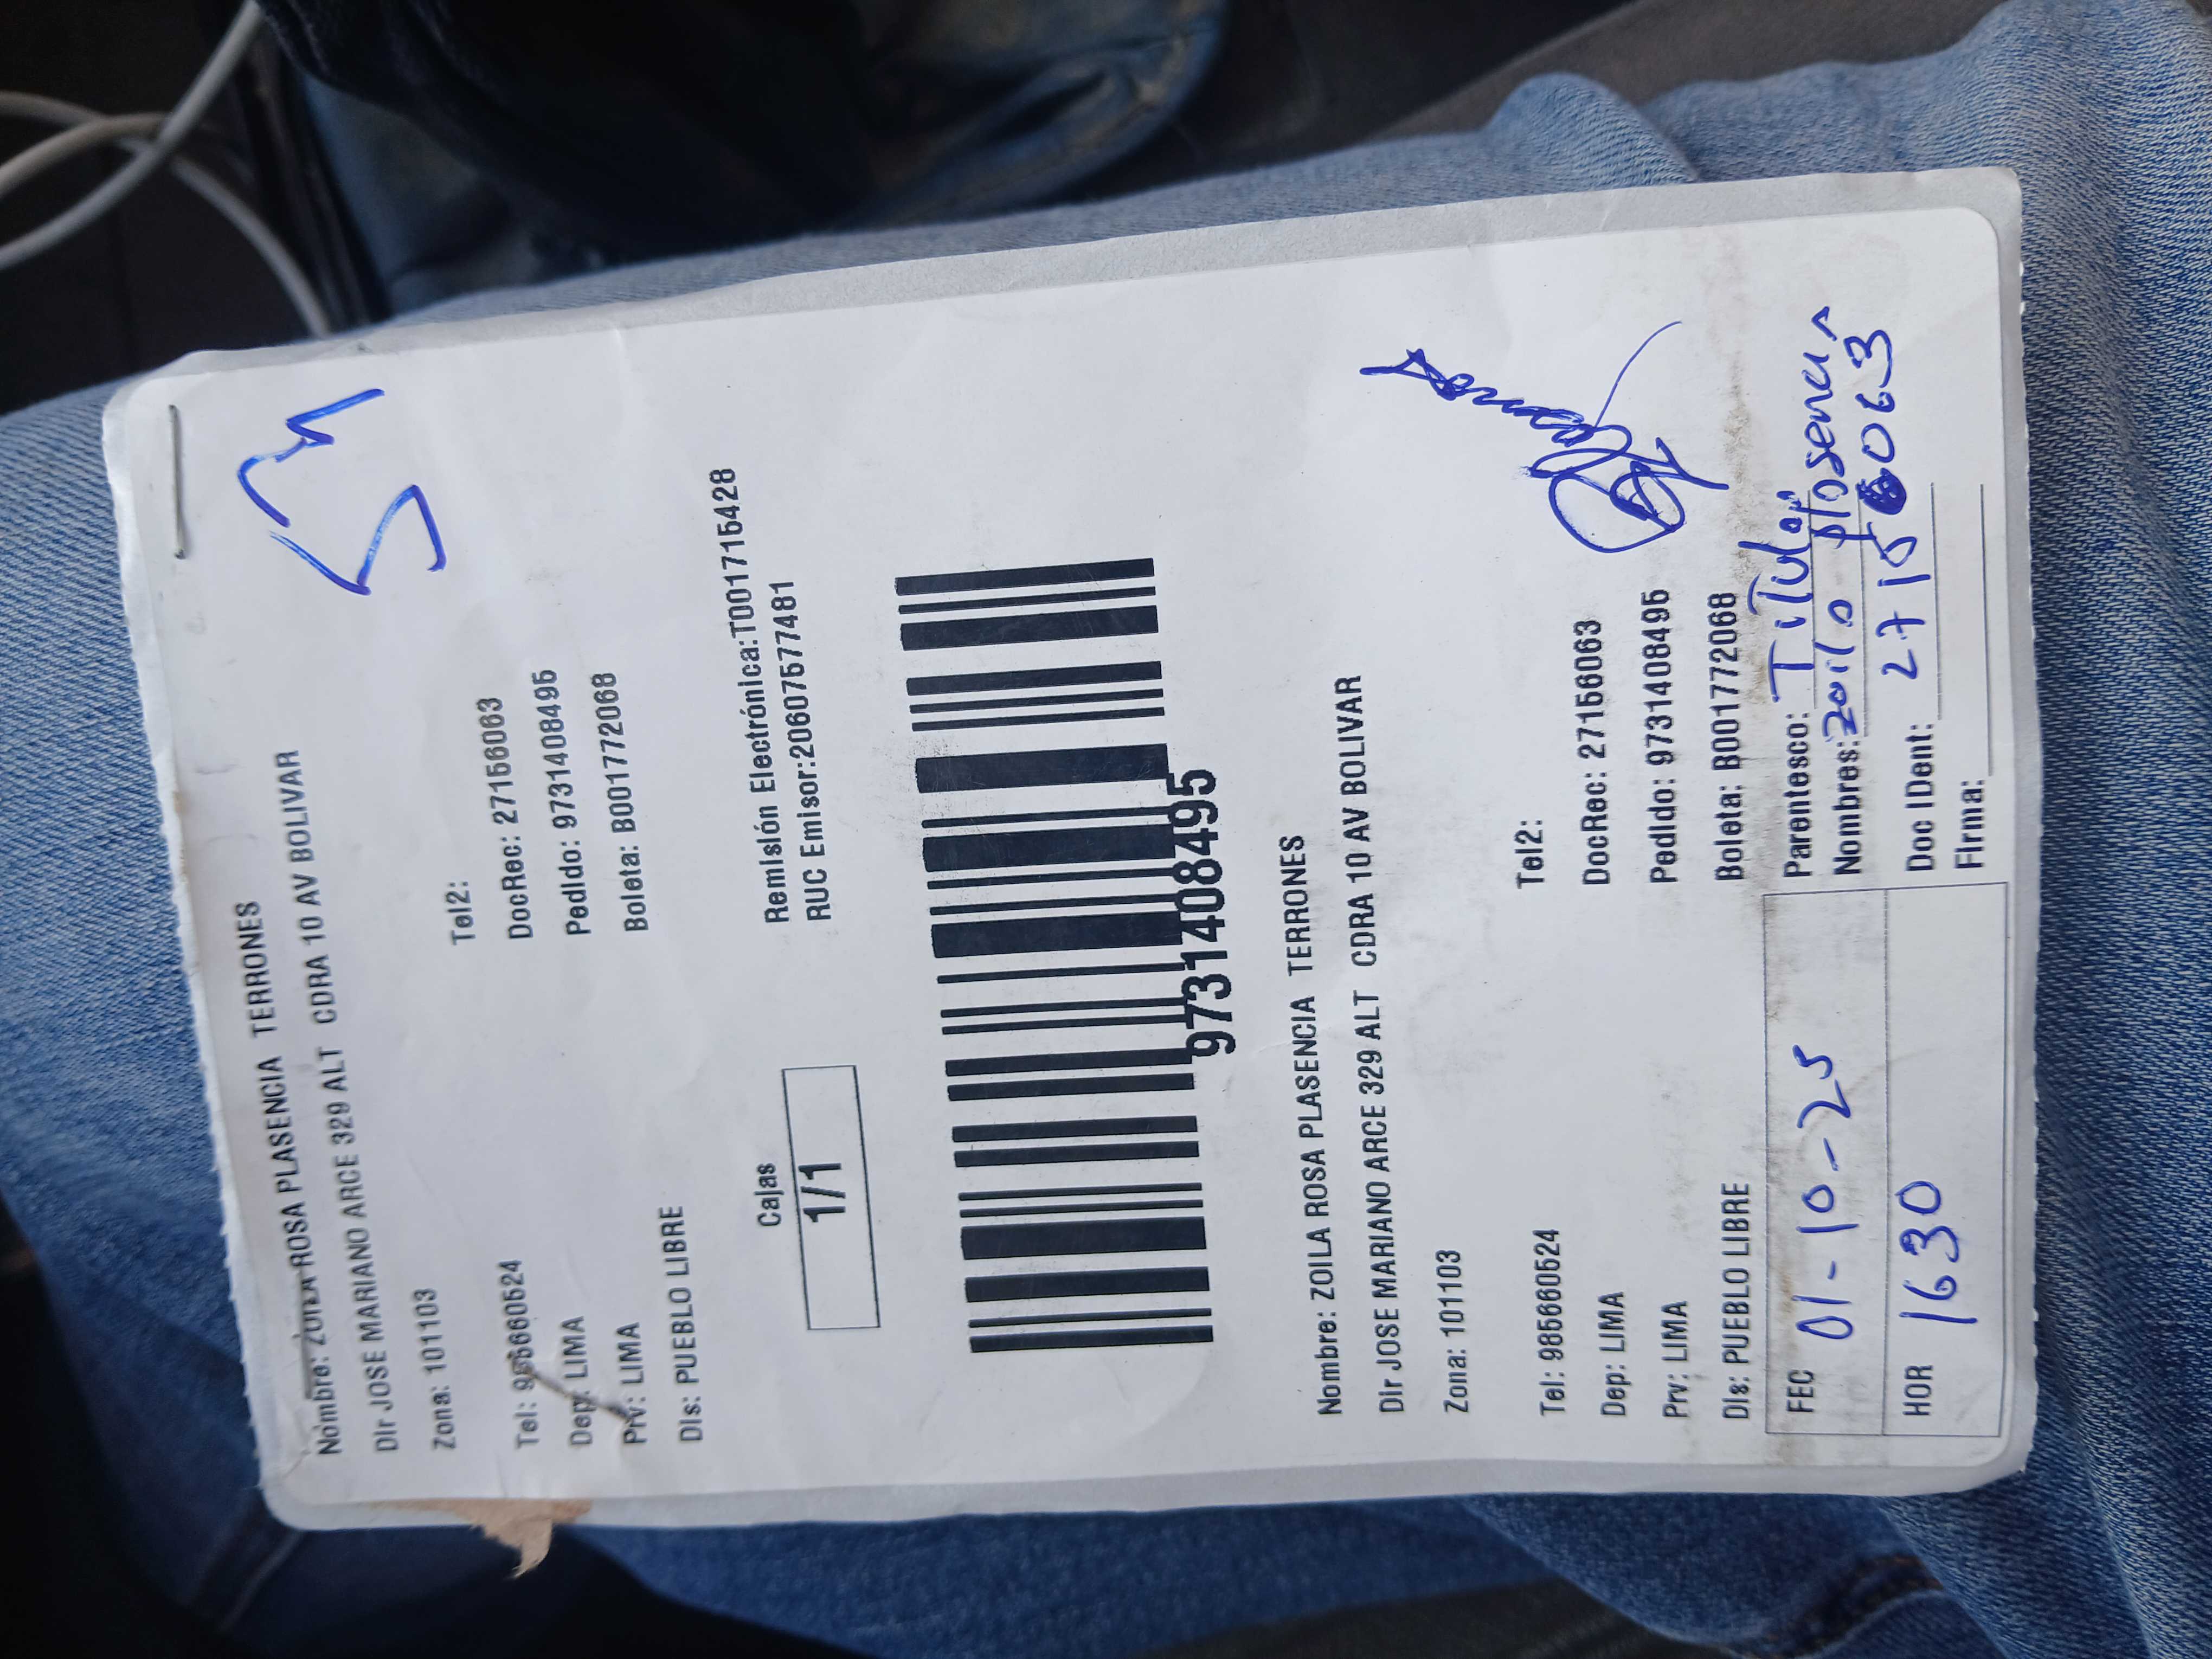 Nombre: ZOILA ROSA PLASENCIA TERRONES
Dir JOSE MARIANO ARCE 329 ALT CDRA 10 AV BOLIVAR
Zona: 101103
Tel: 985660524
Tel2:
Dep: LIMA
DocRec: 27156063
Prv: LIMA
Pedido: 9731408495
Dis: PUEBLO LIBRE
Boleta: B001772068
Cajas
1/1
Remisión Electrónica:T001715428
RUC Emisor:20607577481
9731408495
Nombre: ZOILA ROSA PLASENCIA TERRONES
Dir JOSE MARIANO ARCE 329 ALT CDRA 10 AV BOLIVAR
Zona: 101103
Tel: 985660524
Tel2:
Dep: LIMA
DocRec: 27156063
Prv: LIMA
Pedido: 9731408495
Dis: PUEBLO LIBRE
Boleta: B001772068
FEC 01-10-25
Parentesco: Titular
Nombres: Zoila plasencia
HOR 1630
Doc IDent: 27156063
Firma: